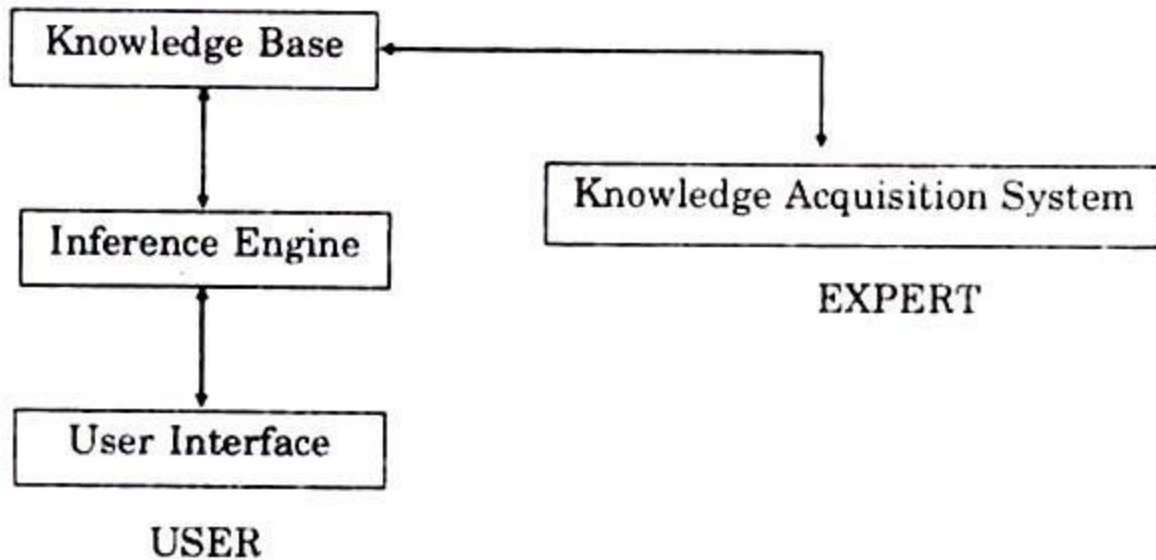 Knowledge Base
Knowledge Acquisition System
Inference Engine
EXPERT
User Interface
USER